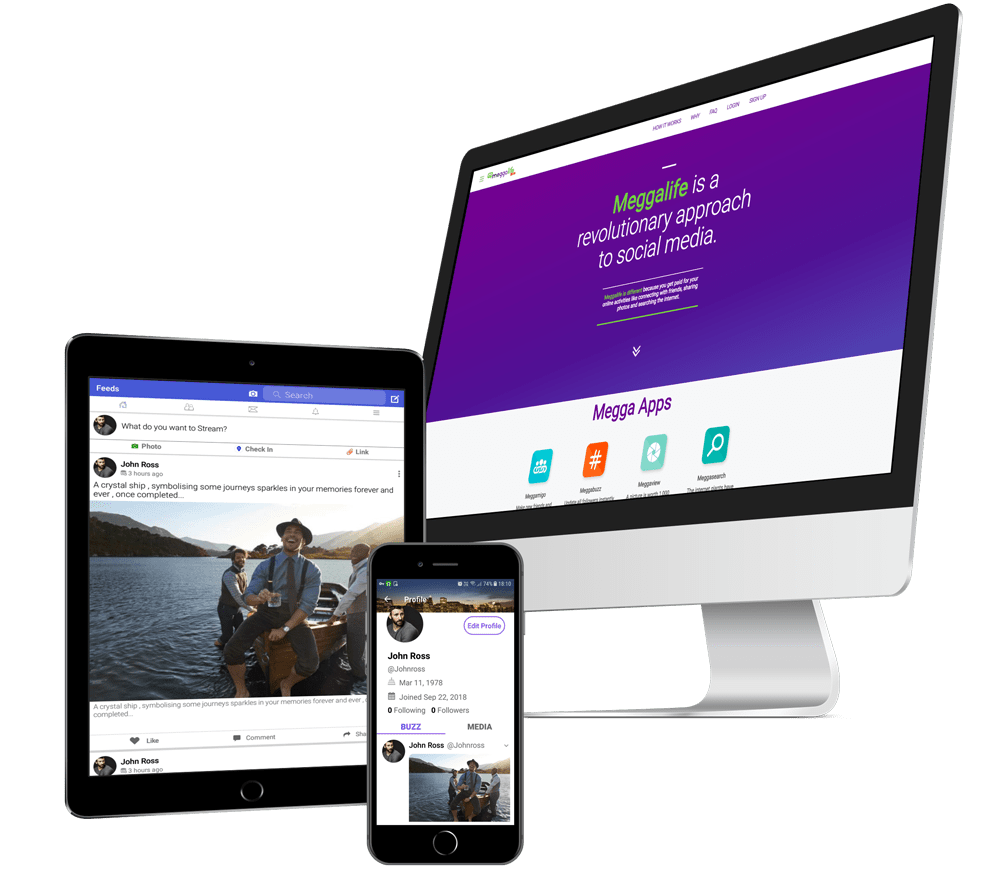 HOW IT WORKS WHY FAQ LOGIN SIGN UP
meggalife
Meggalife is a
revolutionary approach
to social media.
Meggalife is different because you get paid for your
online activities like connecting with friends, sharing
photos and searching the internet.
Megga Apps
Meggamigo
Meggabuzz
Meggaview
Meggasearch
Make new friends and
Update all followers instantly
A picture is worth 1,000
The internet giants have
Feeds
Search
What do you want to Stream?
Photo Check In Link
John Ross
3 hours ago
A crystal ship , symbolising some journeys sparkles in your memories forever and
ever , once completed...
A crystal ship , symbolising some journeys sparkles in your memories forever and ever ,
completed...
Like Comment Sha
John Ross
3 hours ago
74% 18:10
Profile
Edit Profile
John Ross
@Johnross
Mar 11, 1978
Joined Sep 22, 2018
0 Following 0 Followers
BUZZ MEDIA
John Ross @Johnross